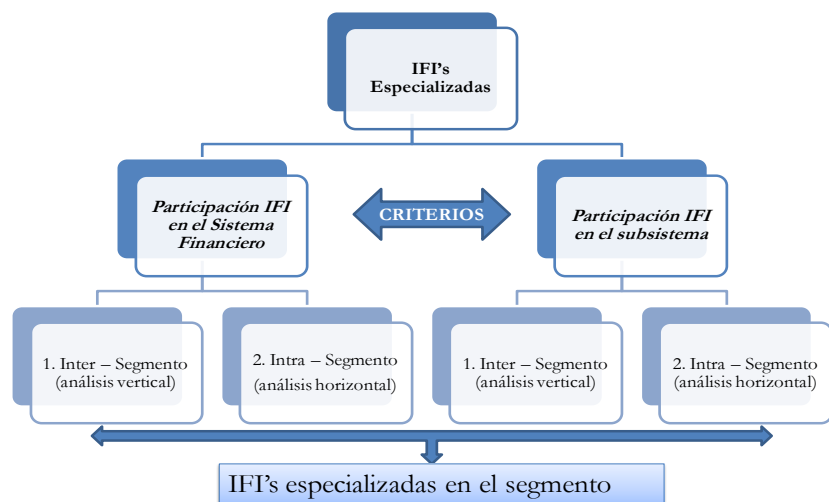 IFI's
Especializadas
Participación IFI
en el Sistema
Financiero
CRITERIOS
Participación IFI
en el subsistema
1. Inter – Segmento
(análisis vertical)
2. Intra – Segmento
(análisis horizontal)
1. Inter – Segmento
(análisis vertical)
2. Intra – Segmento
(análisis horizontal)
IFI's especializadas en el segmento